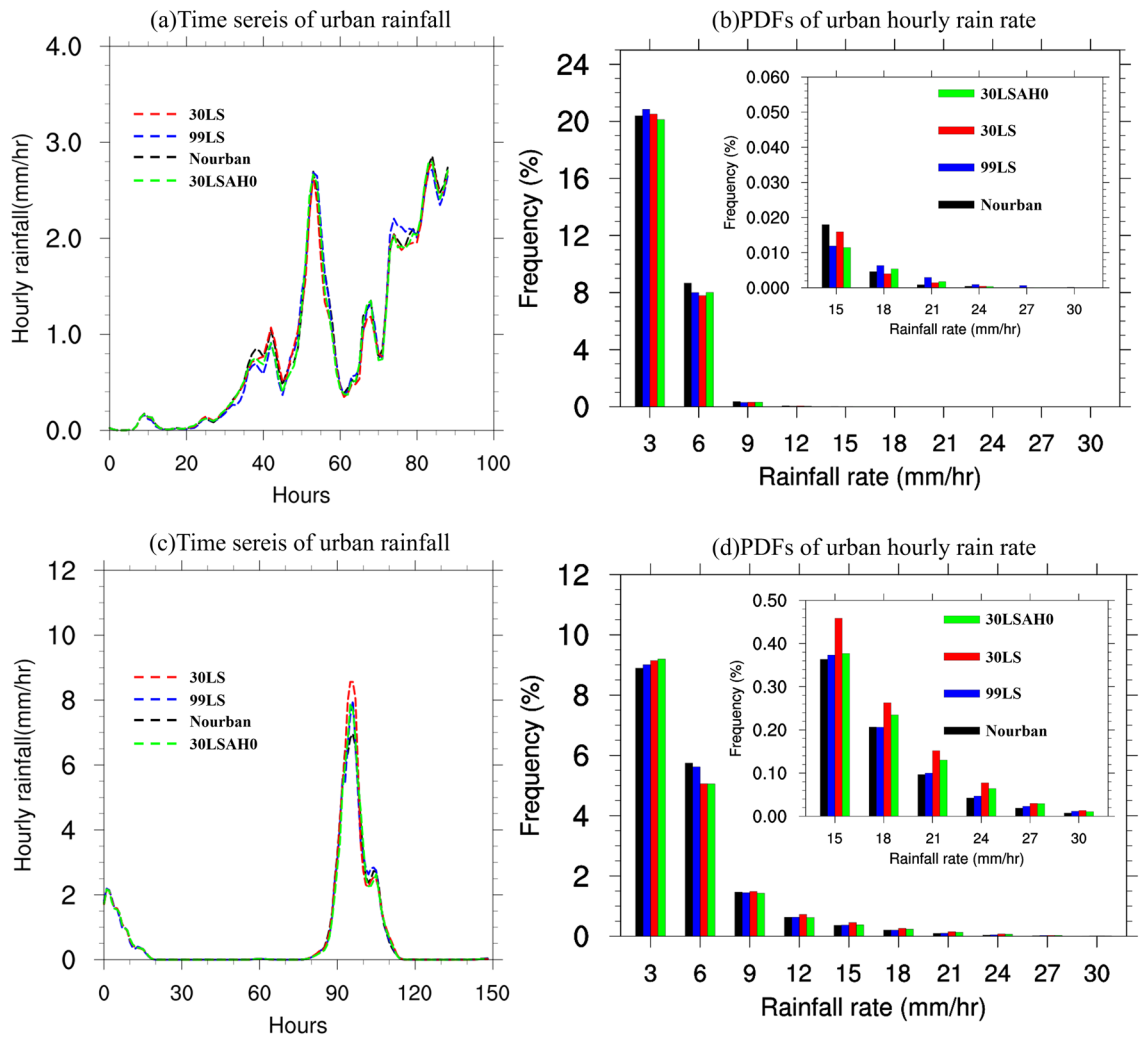 (a)Time sereis of urban rainfall
4.0
3.0
2.0
1.0
0.0
Hourly rainfall(mm/hr)
30LS
99LS
Nourban
30LSAH0
0
20
40
60
80
100
Hours
(b)PDFs of urban hourly rain rate
24
20
16
12
8
4
0
Frequency (%)
3
6
9
12
15
18
21
24
27
30
Rainfall rate (mm/hr)
0.060
0.050
0.040
0.030
0.020
0.010
0.000
Frequency (%)
30LSAH0
30LS
99LS
Nourban
15
18
21
24
27
30
Rainfall rate (mm/hr)
(c)Time sereis of urban rainfall
12
10
8
6
4
2
0
Hourly rainfall(mm/hr)
30LS
99LS
Nourban
30LSAH0
0
30
60
90
120
150
Hours
(d)PDFs of urban hourly rain rate
12
10
8
6
4
2
0
Frequency (%)
3
6
9
12
15
18
21
24
27
30
Rainfall rate (mm/hr)
0.50
0.40
0.30
0.20
0.10
0.00
Frequency (%)
30LSAH0
30LS
99LS
Nourban
15
18
21
24
27
30
Rainfall rate (mm/hr)